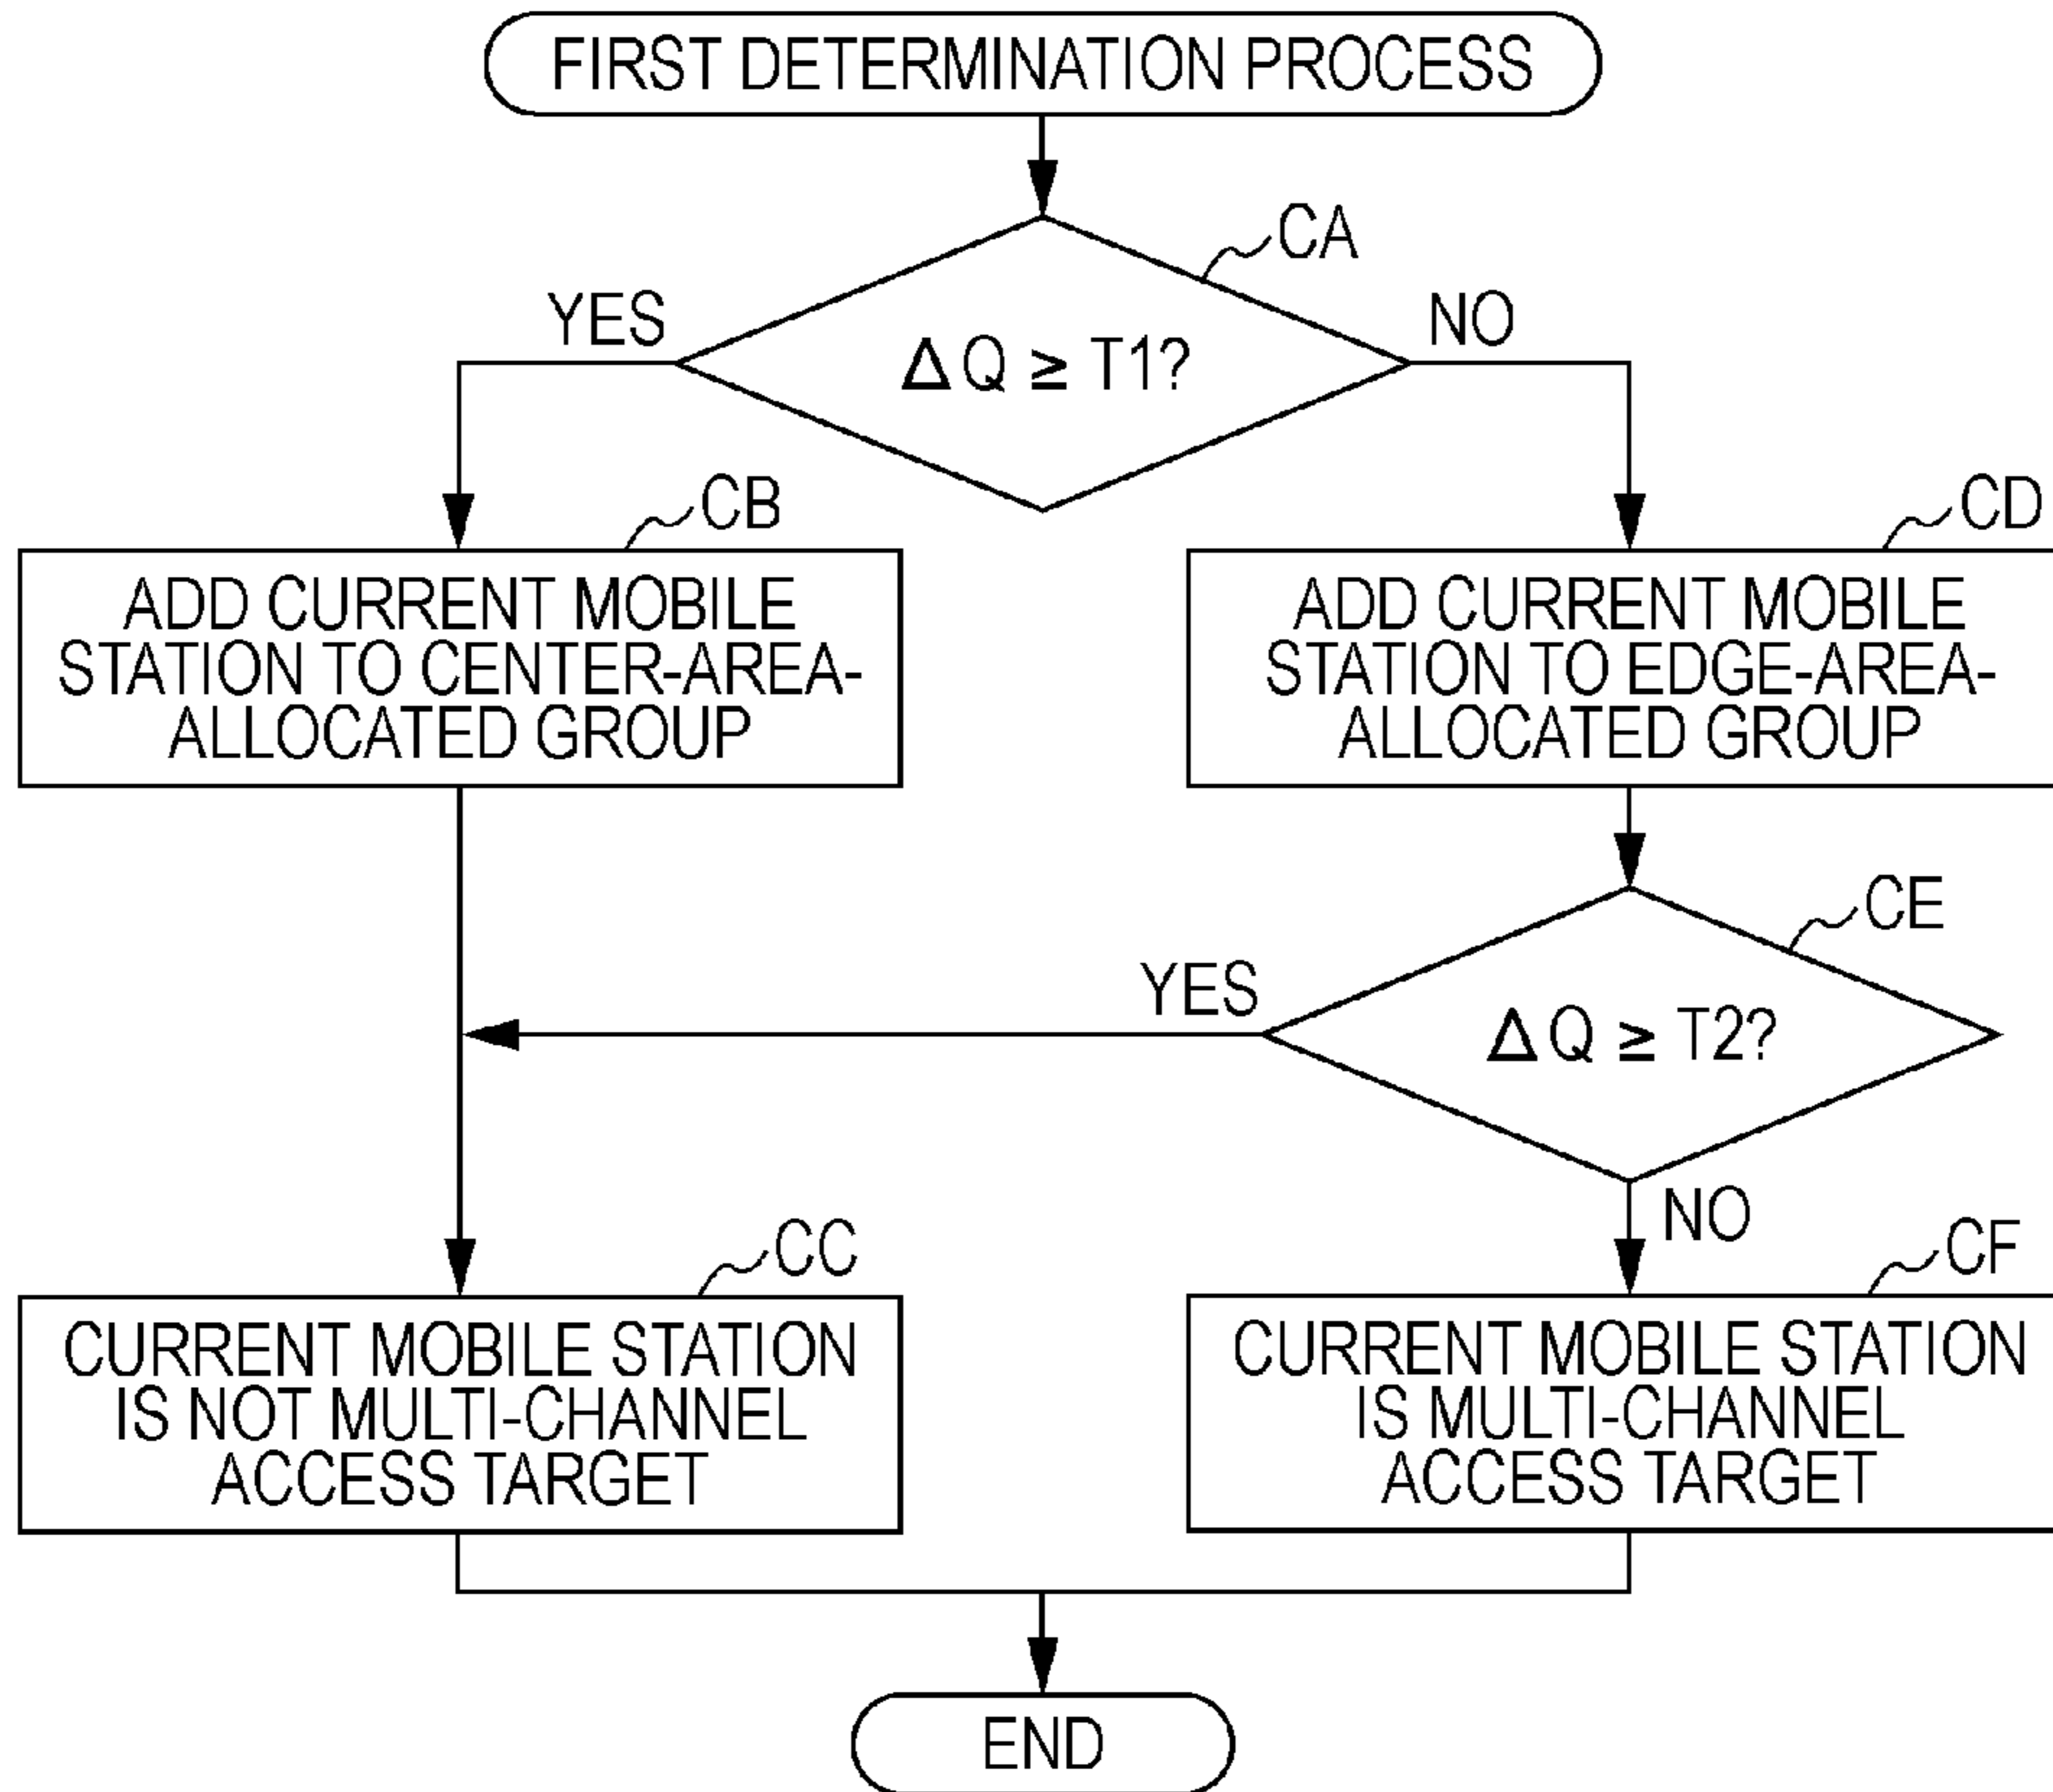 FIRST DETERMINATION PROCESS
CA
YES
NO
Δ Q ≥ T1?
CB
CD
ADD CURRENT MOBILE
STATION TO CENTER-AREA-
ALLOCATED GROUP
ADD CURRENT MOBILE
STATION TO EDGE-AREA-
ALLOCATED GROUP
CE
YES
Δ Q ≥ T2?
NO
CC
CF
CURRENT MOBILE STATION
IS NOT MULTI-CHANNEL
ACCESS TARGET
CURRENT MOBILE STATION
IS MULTI-CHANNEL
ACCESS TARGET
END